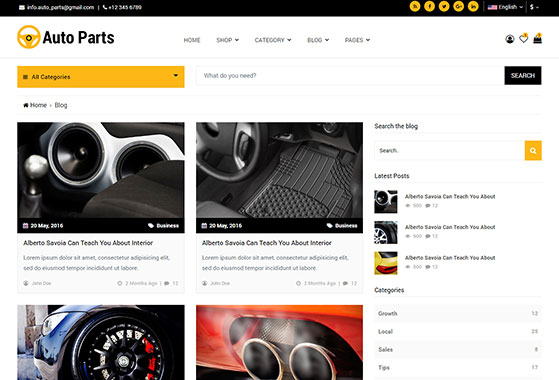 info.auto_parts@gmail.com | +12 345 6789
English
$
Auto Parts
HOME SHOP CATEGORY BLOG PAGES
All Categories
What do you need?
SEARCH
Home › Blog
20 May, 2016 Business
Alberto Savoia Can Teach You About Interior
Lorem ipsum dolor sit amet, consectetur adipisicing elit,
sed do eiusmod tempor incididunt ut labore.
John Doe 2 Months Ago | 12
20 May, 2016 Business
Alberto Savoia Can Teach You About Interior
Lorem ipsum dolor sit amet, consectetur adipisicing elit,
sed do eiusmod tempor incididunt ut labore.
John Doe 2 Months Ago | 12
Search the blog
Search..
Latest Posts
Alberto Savoia Can Teach You About
500 12
Alberto Savoia Can Teach You About
500 12
Alberto Savoia Can Teach You About
500 12
Categories
Growth 12
Local 25
Sales 8
Tips 17